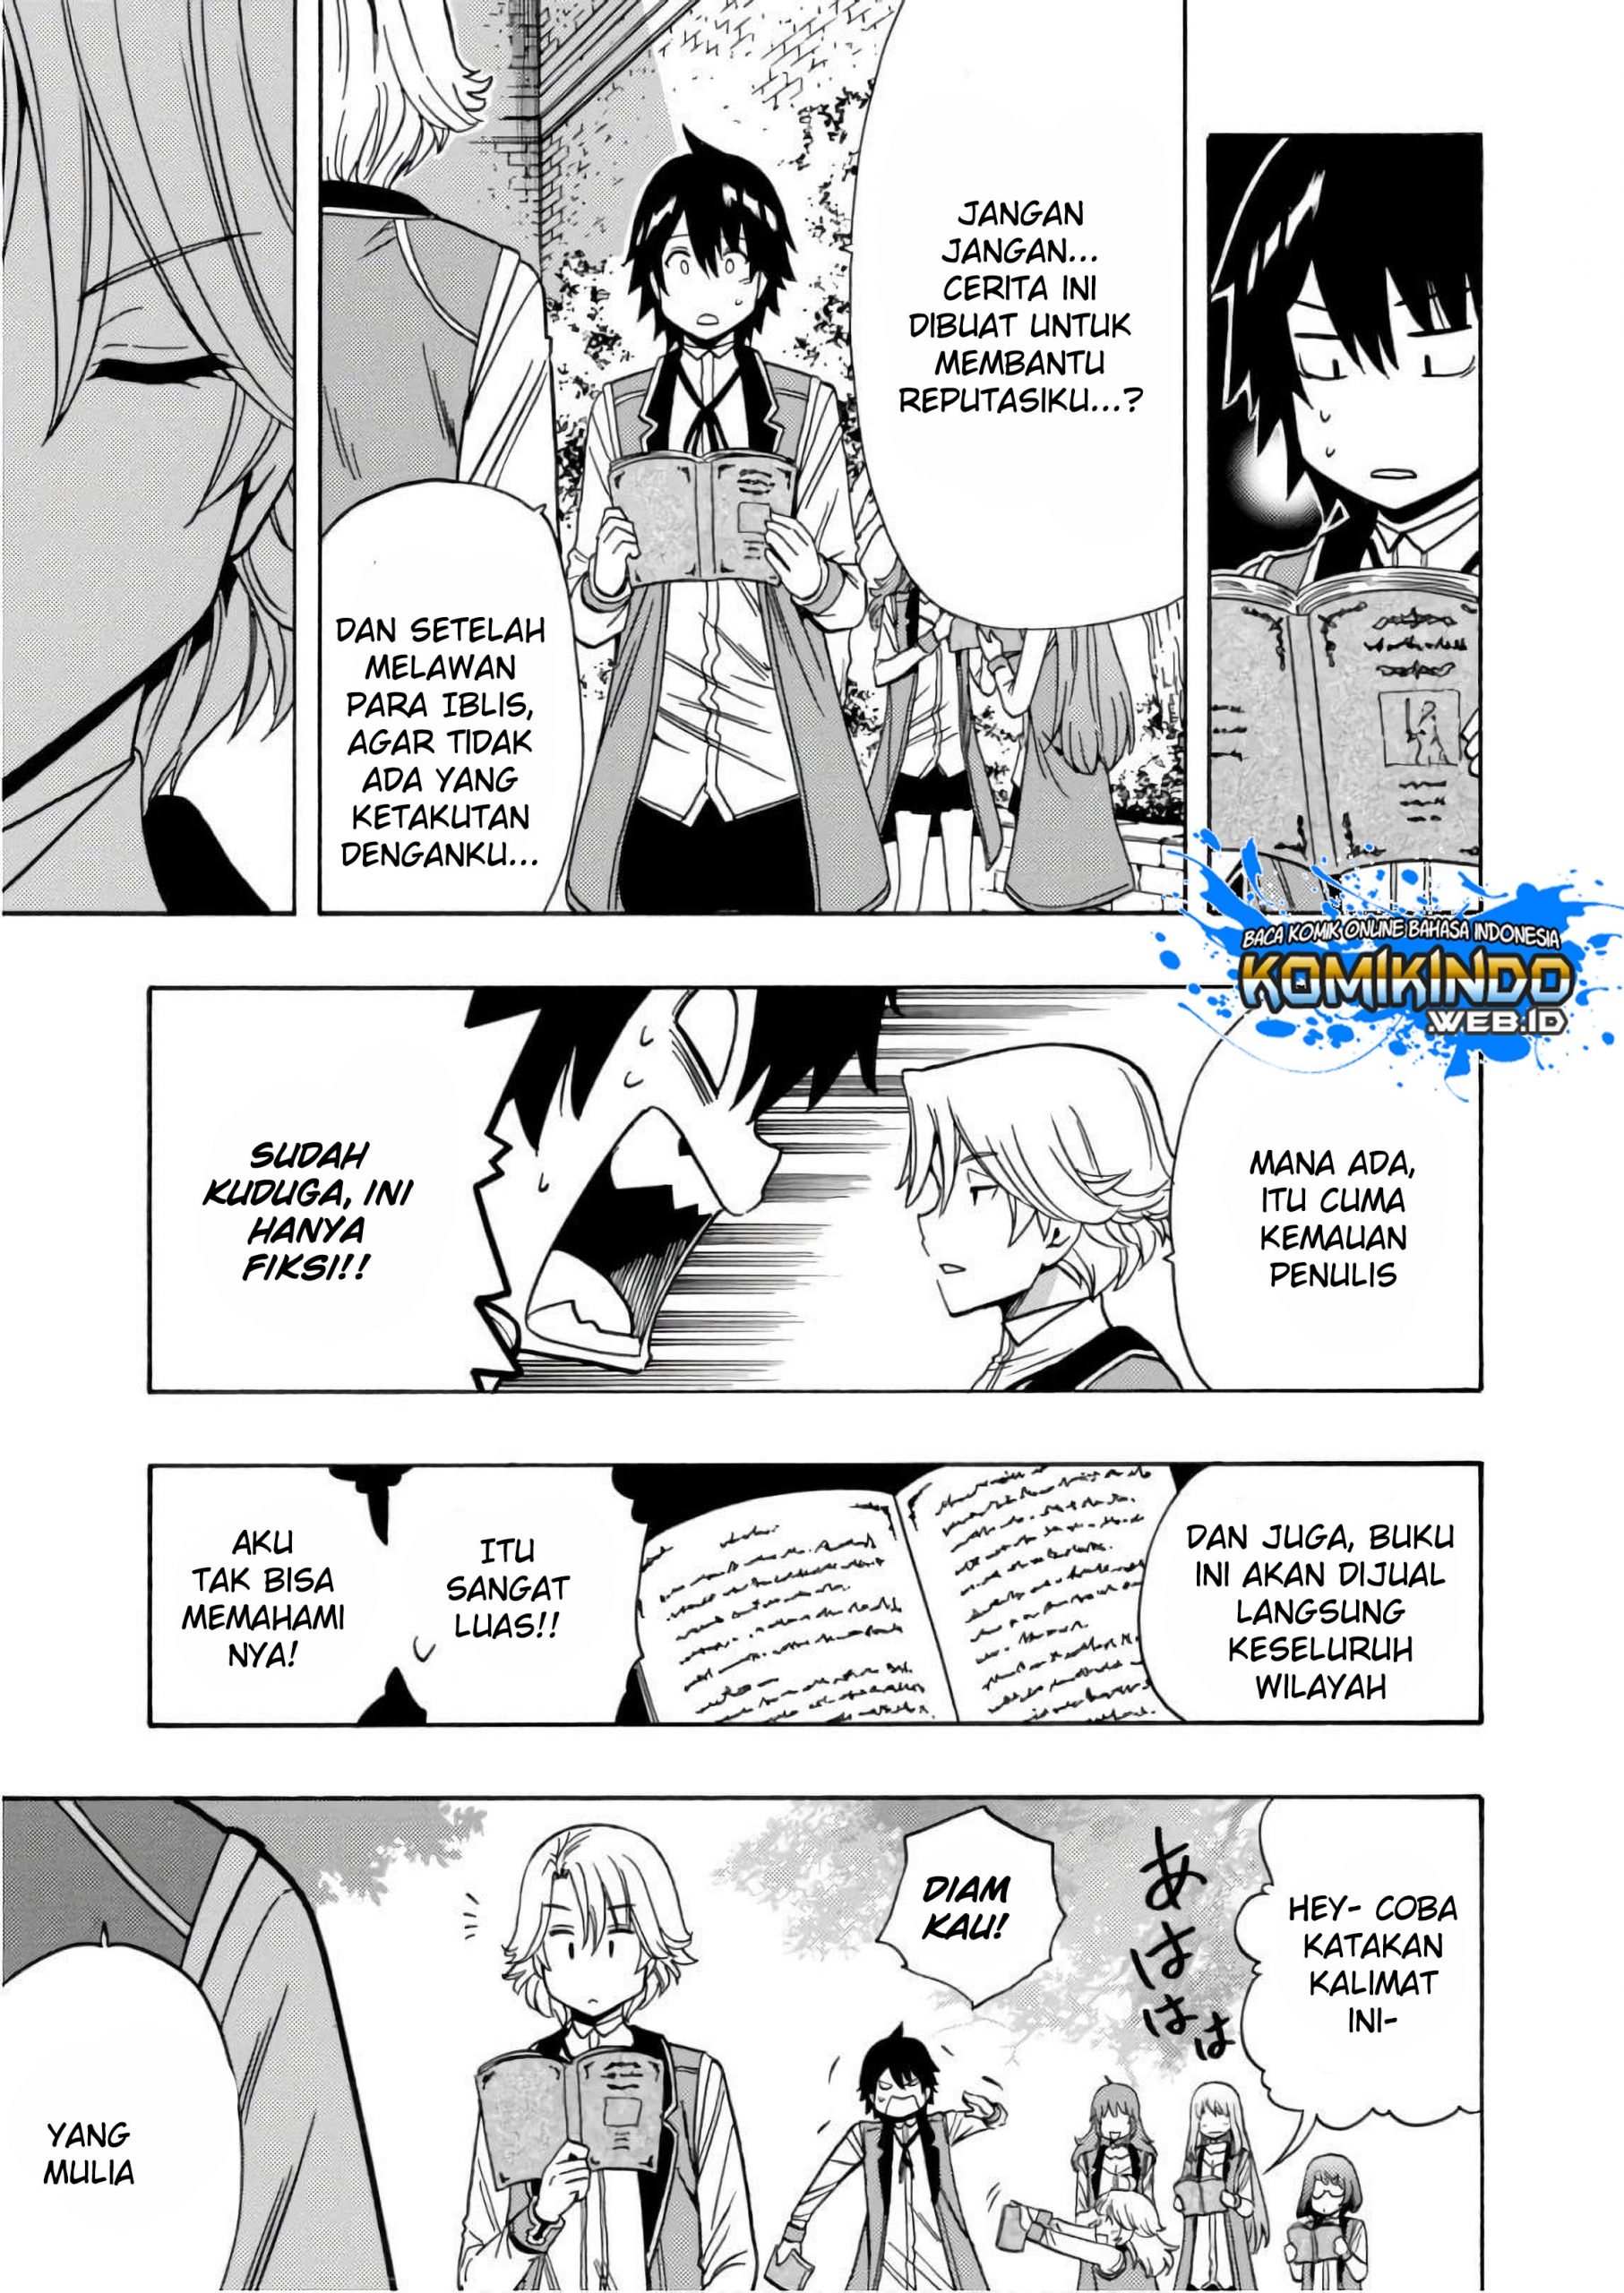 JANGAN
JANGAN...
CERITA INI
DIBUAT UNTUK
MEMBANTU
REPUTASIKU...?
DAN SETELAH
MELAWAN
PARA IBLIS,
AGAR TIDAK
ADA YANG
KETAKUTAN
DENGANKU...
BACA KOMIK ONLINE BAHASA INDONESIA
KOMIKINDO
.WEB.ID
MANA ADA,
ITU CUMA
KEMAUAN
PENULIS
SUDAH
KUDUGA, INI
HANYA
FIKSI!!
DAN JUGA, BUKU
INI AKAN DIJUAL
LANGSUNG
KESELURUH
WILAYAH
ITU
SANGAT
LUAS!!
AKU
TAK BISA
MEMAHAMI
NYA!
HEY- COBA
KATAKAN
KALIMAT
INI-
あははは
DIAM
KAU!
YANG
MULIA